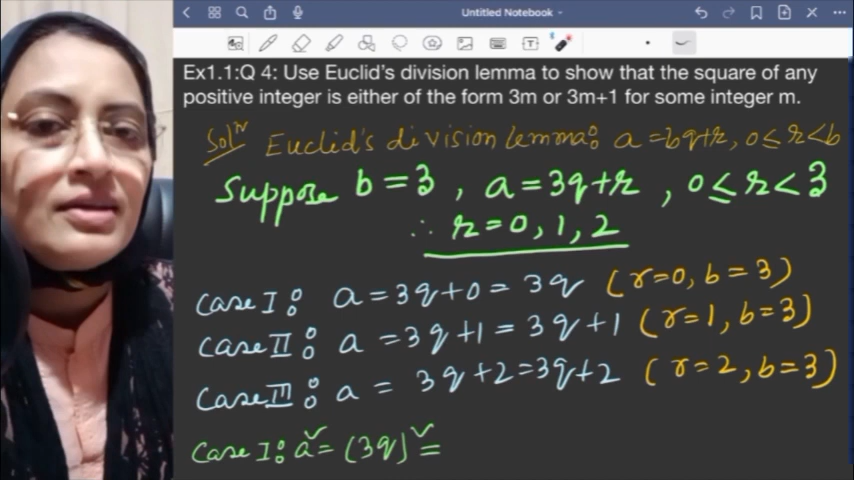 Untitled Notebook
Ex1.1:Q 4: Use Euclid's division lemma to show that the square of any
positive integer is either of the form 3m or 3m+1 for some integer m.
Solⁿ Euclid's division lemma: a = bq+r, 0 ≤ r < b
Suppose b = 3, a = 3q+r, 0 ≤ r < 3
∴ r = 0, 1, 2
Case I: a = 3q+0 = 3q (r=0, b=3)
Case II: a = 3q+1 = 3q+1 (r=1, b=3)
Case III: a = 3q+2 = 3q+2 (r=2, b=3)
Case I: a² = (3q)² =